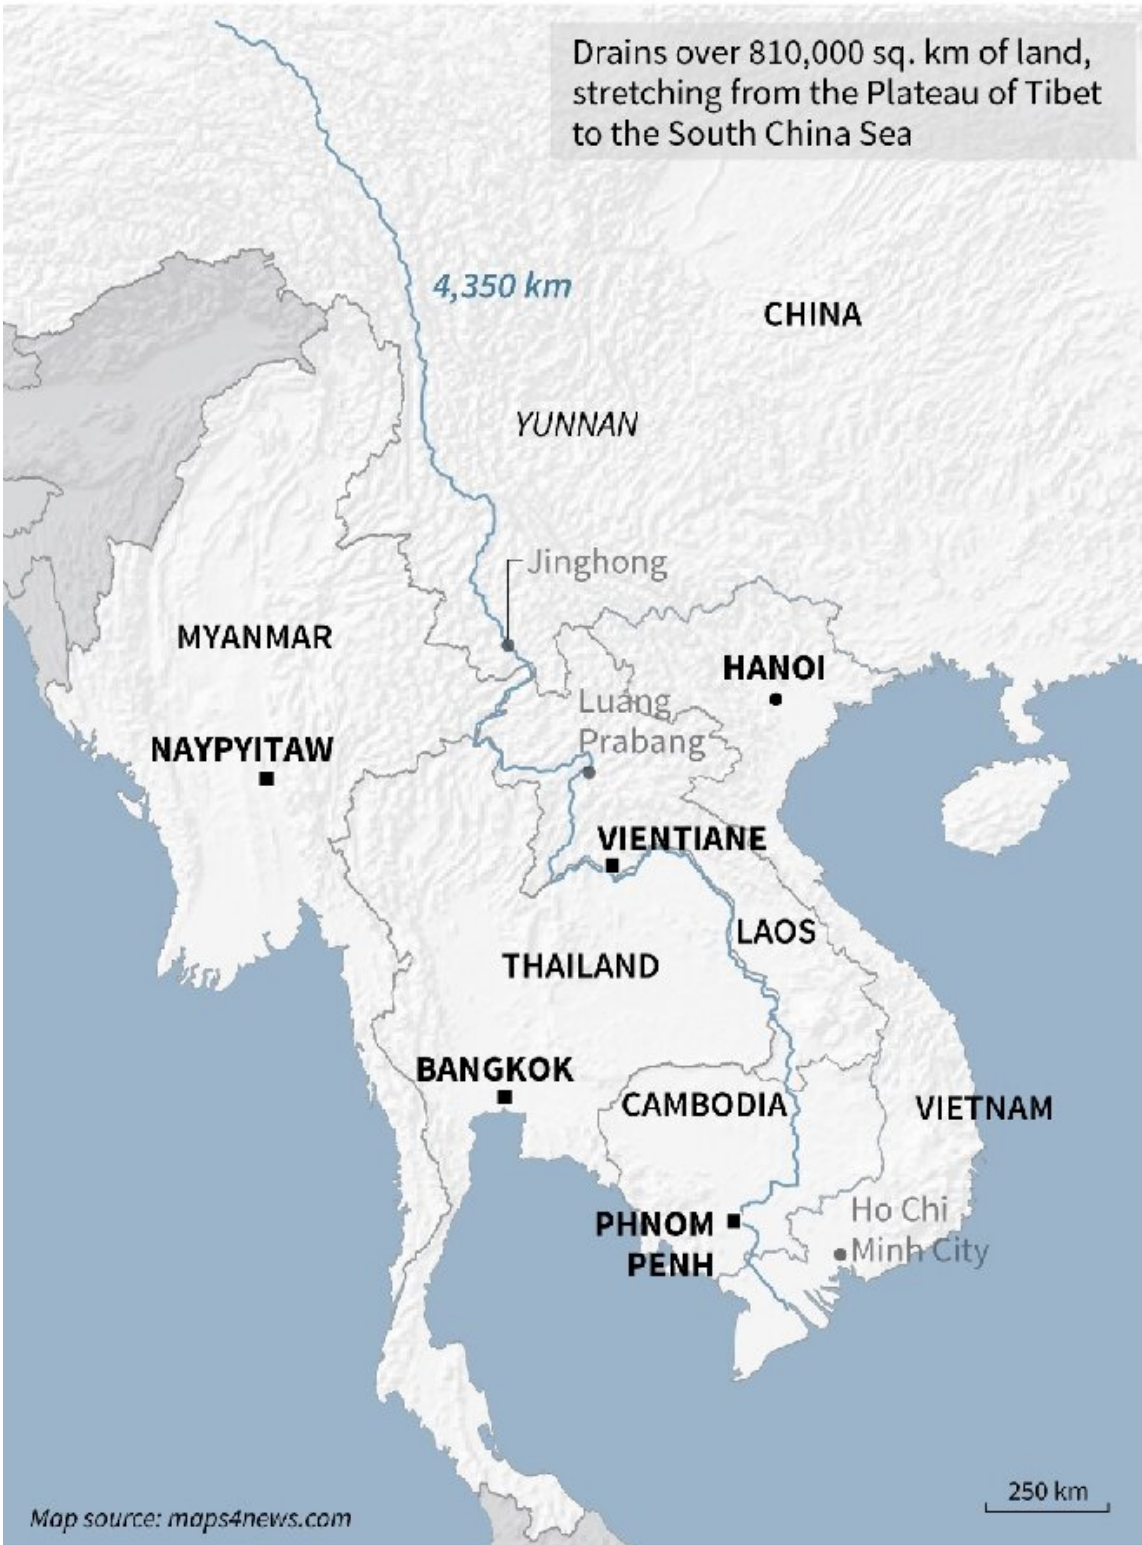 Drains over 810,000 sq. km of land,
stretching from the Plateau of Tibet
to the South China Sea
4,350 km
CHINA
YUNNAN
Jinghong
MYANMAR
HANOI
Luang
Prabang
NAYPYITAW
VIENTIANE
LAOS
THAILAND
BANGKOK
CAMBODIA
VIETNAM
Ho Chi
Minh City
PHNOM
PENH
250 km
Map source: maps4news.com